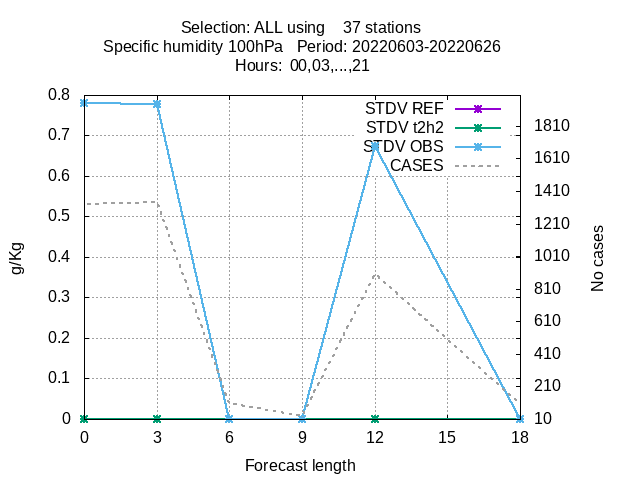 Selection: ALL using    37 stations
Specific humidity 100hPa   Period: 20220603-20220626
Hours: 00,03,...,21
g/Kg
0.8
0.7
0.6
0.5
0.4
0.3
0.2
0.1
0
STDV REF
STDV t2h2
STDV OBS
CASES
1810
1610
1410
1210
1010
810
610
410
210
10
No cases
0 3 6 9 12 15 18
Forecast length